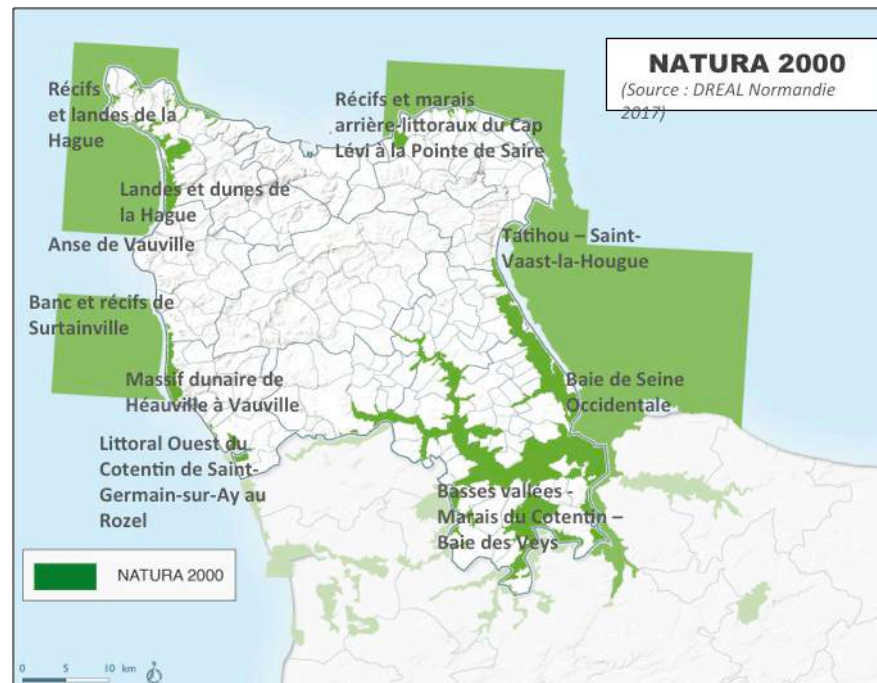 NATURA 2000
(Source : DREAL Normandie
2017)
Récifs
et landes de la
Hague
Récifs et marais
arrière-littoraux du Cap
Lévi à la Pointe de Saire
Landes et dunes de
la Hague
Anse de Vauville
Tatihou – Saint-
Vaast-la-Hougue
Banc et récifs de
Surtainville
Massif dunaire de
Héauville à Vauville
Baie de Seine
Occidentale
Littoral Ouest du
Cotentin de Saint-
Germain-sur-Ay au
Rozel
Basses vallées -
Marais du Cotentin –
Baie des Veys
NATURA 2000
0 5 10 km